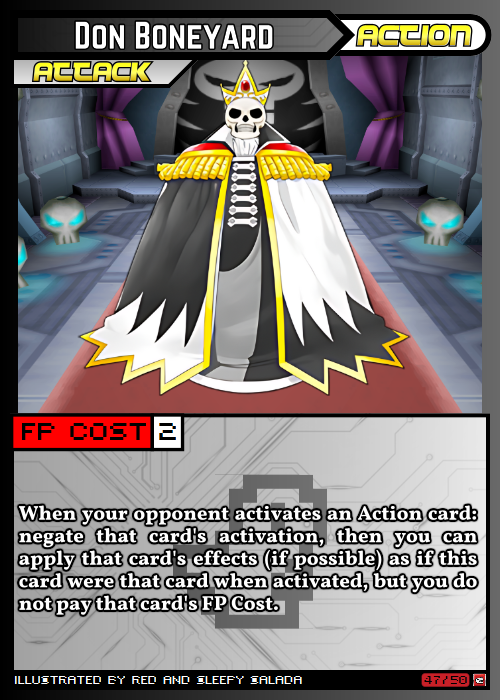 DON BONEYARD
ACTION
ATTACK
FP COST 2
When your opponent activates an Action card:
negate that card's activation, then you can
apply that card's effects (if possible) as if this
card were that card when activated, but you do
not pay that card's FP Cost.
ILLUSTRATED BY RED AND SLEEPY SALADA
47/50